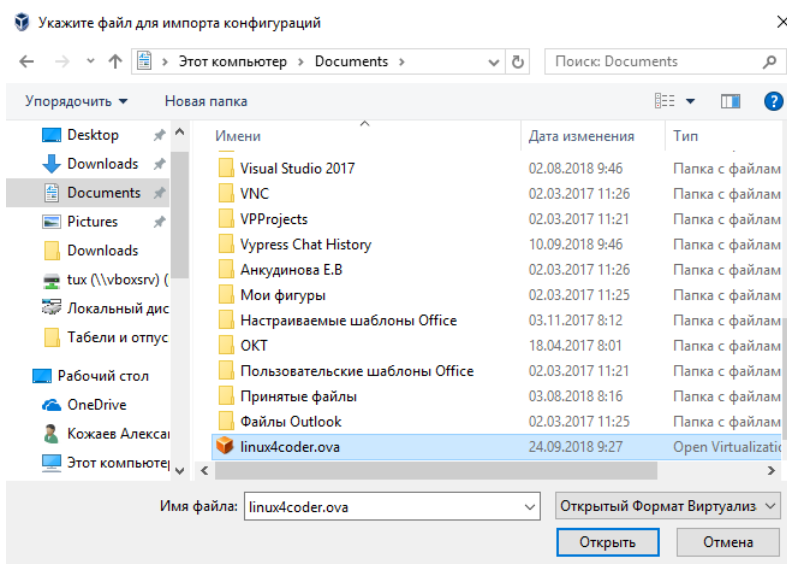 Укажите файл для импорта конфигураций
Этот компьютер > Documents >
Поиск: Documents
Упорядочить
Новая папка
Desktop
Downloads
Documents
Pictures
Downloads
tux (\\vboxsrv) (
Локальный дис
Табели и отпус
Рабочий стол
OneDrive
Кожаев Алекса
Этот компьютер
Имени Дата изменения Тип
Visual Studio 2017 02.08.2018 9:46 Папка с файлам
VNC 02.03.2017 11:26 Папка с файлам
VPProjects 02.03.2017 11:21 Папка с файлам
Vypress Chat History 10.09.2018 9:46 Папка с файлам
Анкудинова Е.В 02.03.2017 11:26 Папка с файлам
Мои фигуры 02.03.2017 11:25 Папка с файлам
Настраиваемые шаблоны Office 03.11.2017 8:12 Папка с файлам
ОКТ 18.04.2017 8:01 Папка с файлам
Пользовательские шаблоны Office 02.03.2017 11:21 Папка с файлам
Принятые файлы 03.08.2018 8:16 Папка с файлам
Файлы Outlook 02.03.2017 11:25 Папка с файлам
linux4coder.ova 24.09.2018 9:27 Open Virtualizatio
Имя файла: linux4coder.ova Открытый Формат Виртуализ
Открыть Отмена